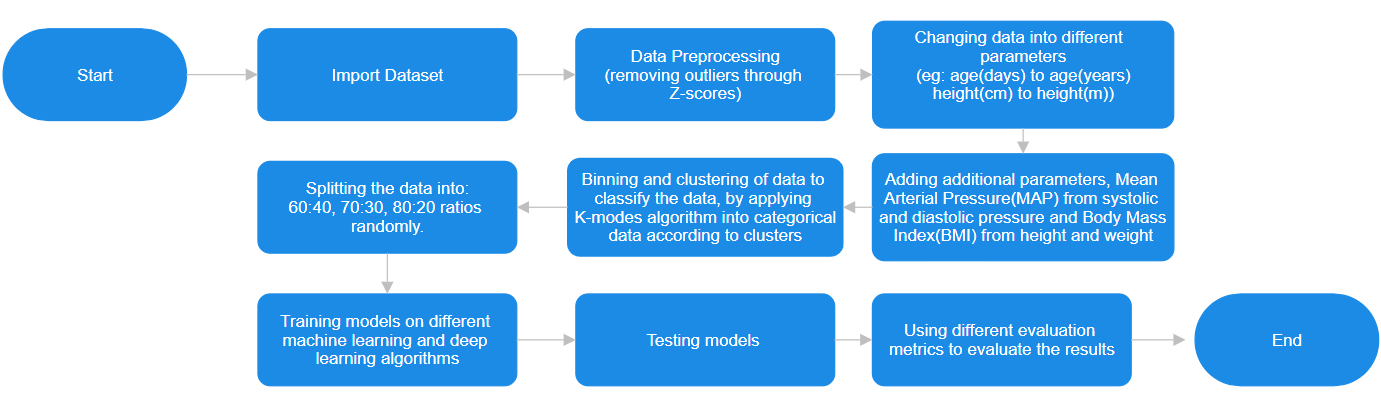 Start
Import Dataset
Data Preprocessing
(removing outliers through
Z-scores)
Changing data into different
parameters
(eg: age(days) to age(years)
height(cm) to height(m))
Adding additional parameters, Mean
Arterial Pressure(MAP) from systolic
and diastolic pressure and Body Mass
Index(BMI) from height and weight
Binning and clustering of data to
classify the data, by applying
K-modes algorithm into categorical
data according to clusters
Splitting the data into:
60:40, 70:30, 80:20 ratios
randomly.
Training models on different
machine learning and deep
learning algorithms
Testing models
Using different evaluation
metrics to evaluate the results
End